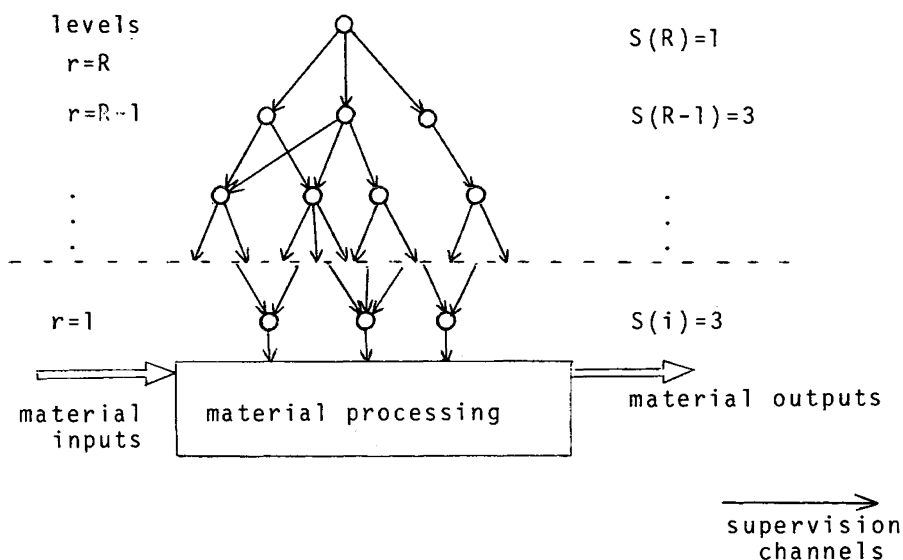 levels
S(R)=1
r=R
r=R-1
S(R-1)=3
r=1
S(i)=3
material processing
material
inputs
material outputs
supervision
channels